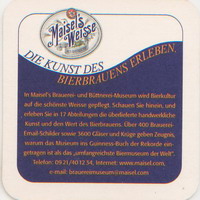 Maisel's
Weisse
DIE KUNST DES
BIERBRAUENS ERLEBEN.
In Maisel's Brauerei- und Büttnerei-Museum wird Bierkultur
auf die schönste Weisse gepflegt. Schauen Sie hinein, und
erleben Sie in 17 Abteilungen die überlieferte handwerkliche
Kunst und den Wert des Bierbrauens. Über 400 Brauerei-
Email-Schilder sowie 3600 Gläser und Krüge geben Zeugnis,
warum das Museum ins Guinness-Buch der Rekorde ein-
getragen ist als das „umfangreichste Biermuseum der Welt".
Telefon: 09 21/40 12 34, Internet: www.maisel.com,
e-mail: brauereimuseum@maisel.com